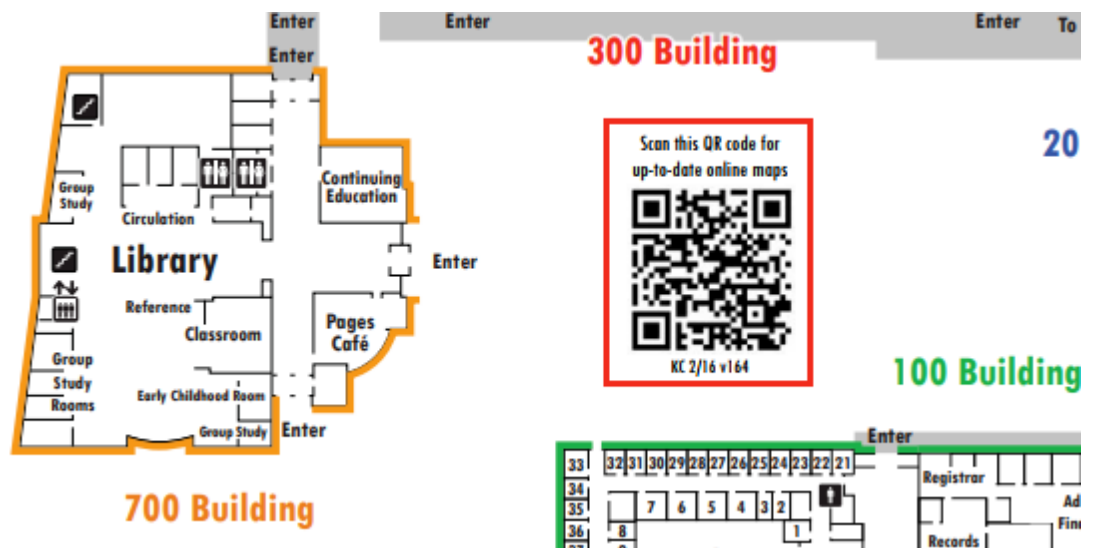 Enter
Enter
Enter
To
Enter
300 Building
Scan this QR code for
up-to-date online maps
KC 2/16 v164
20
Group
Study
Circulation
Continuing
Education
Library
Enter
Reference
Classroom
Pages
Café
Group
Study
Rooms
Early Childhood Room
Group Study
Enter
700 Building
100 Building
Enter
33
32 31 30 29 28 27 26 25 24 23 22 21
Registrar
34
35
7 6 5 4 3 2
Ad
36
8
1
Records